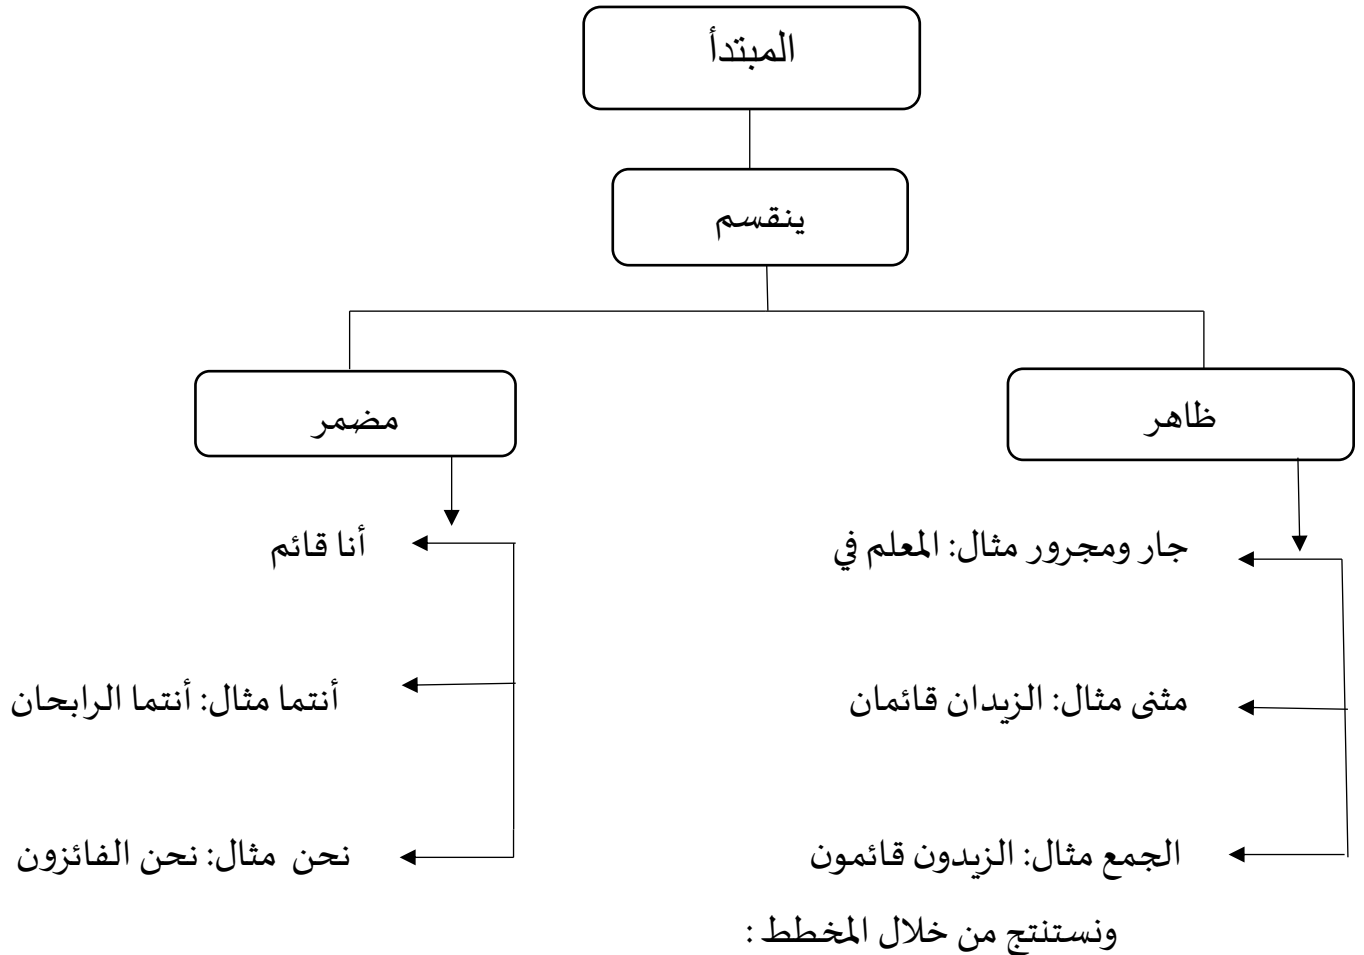 المبتدأ
ينقسم
ظاهر
مضمر
جار ومجرور مثال: المعلم في
أنا قائم
مثنى مثال: الزيدان قائمان
أنتما مثال: أنتما الرابحان
الجمع مثال: الزيدون قائمون
نحن مثال: نحن الفائزون
ونستنتج من خلال المخطط :